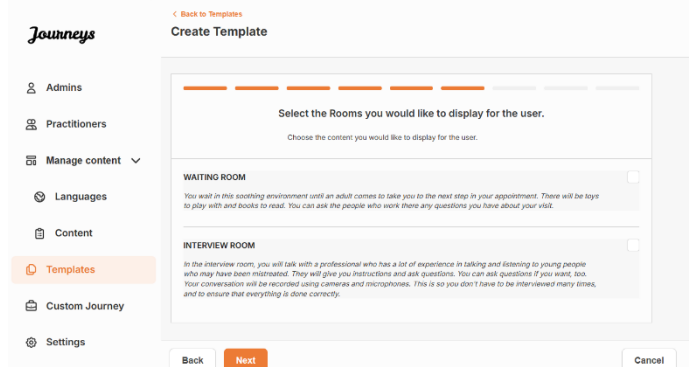 < Back to Templates
Journeys
Create Template
Admins
Practitioners
Manage content
Languages
Content
Templates
Custom Journey
Settings
Select the Rooms you would like to display for the user.
Choose the content you would like to display for the user.
WAITING ROOM
You wait in this soothing environment until an adult comes to take you to the next step in your appointment. There will be toys
to play with and books to read. You can ask the people who work there any questions you have about your visit.
INTERVIEW ROOM
In the interview room, you will talk with a professional who has a lot of experience in talking and listening to young people
who may have been mistreated. They will give you instructions and ask questions. You can ask questions if you want, too.
Your conversation will be recorded using cameras and microphones. This is so you don't have to be interviewed many times,
and to ensure that everything is done correctly.
Back
Next
Cancel